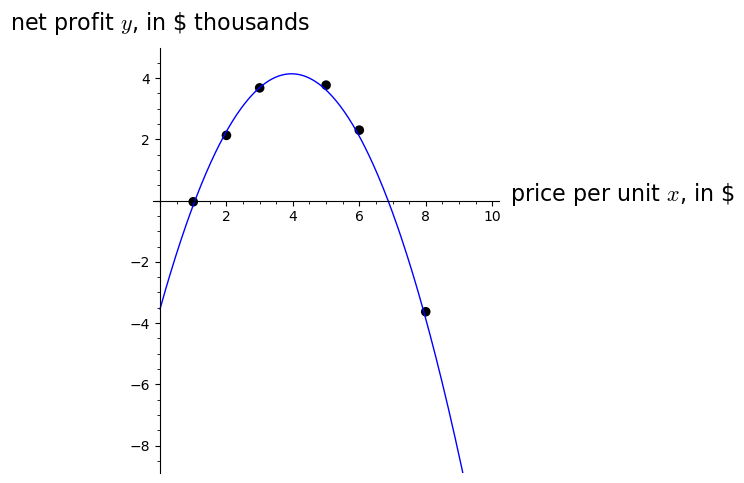 net profit y, in $ thousands
4
2
price per unit x, in $
2 4 6 8 10
−2
−4
−6
−8